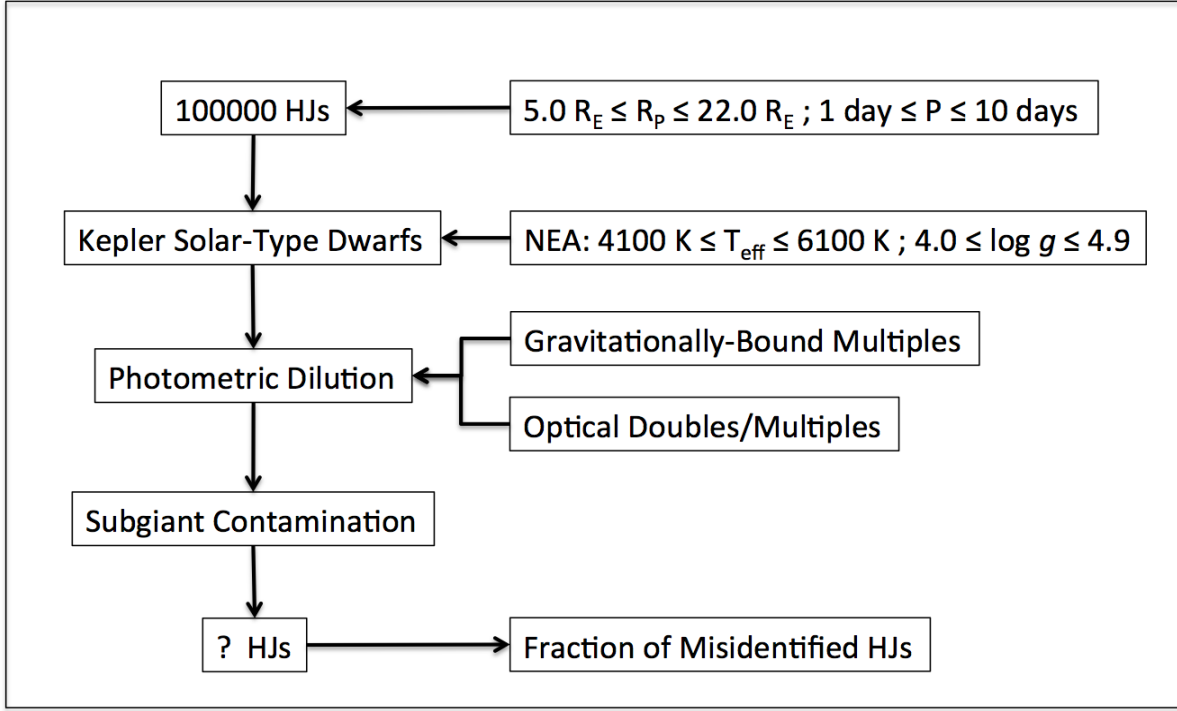 100000 HJs
5.0 R_E ≤ R_P ≤ 22.0 R_E ; 1 day ≤ P ≤ 10 days
Kepler Solar-Type Dwarfs
NEA: 4100 K ≤ T_eff ≤ 6100 K ; 4.0 ≤ log g ≤ 4.9
Gravitationally-Bound Multiples
Photometric Dilution
Optical Doubles/Multiples
Subgiant Contamination
? HJs
Fraction of Misidentified HJs